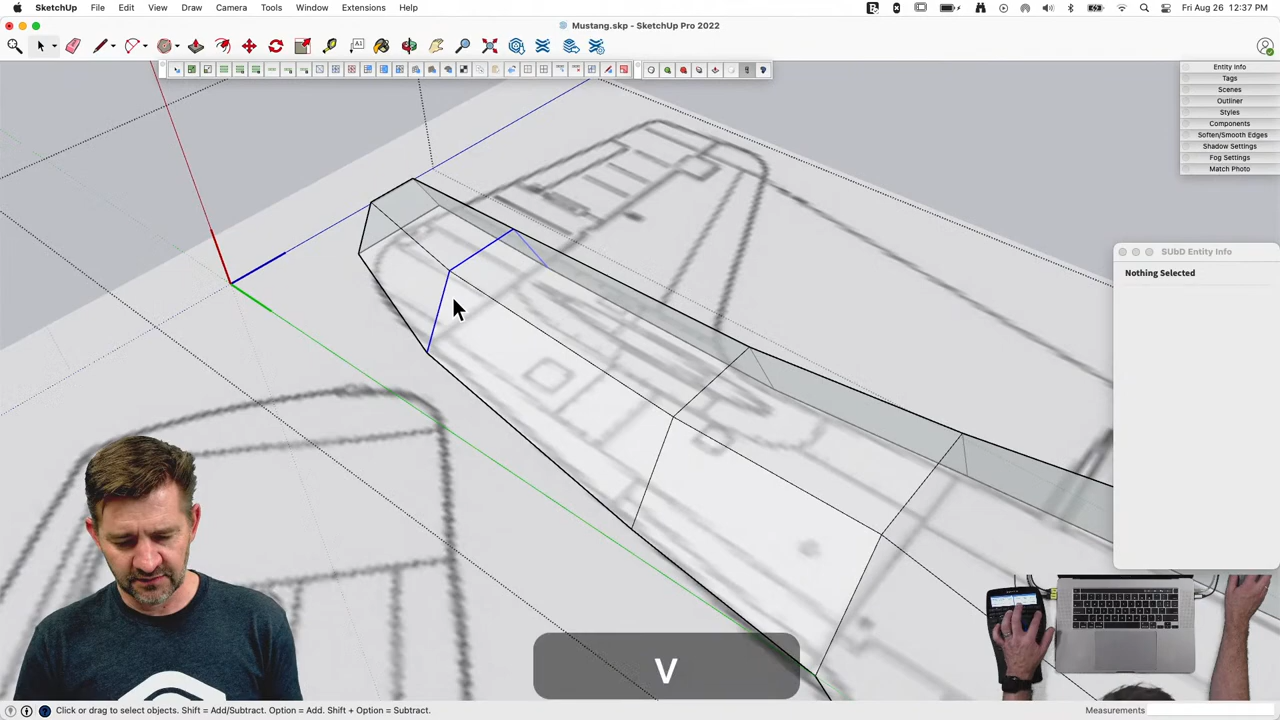 SketchUp File Edit View Draw Camera Tools Window Extensions Help
Fri Aug 26 12:37 PM
Mustang.skp - SketchUp Pro 2022
Entity Info
Tags
Scenes
Outliner
Styles
Components
Soften/Smooth Edges
Shadow Settings
Fog Settings
Match Photo
SUbD Entity Info
Nothing Selected
V
Click or drag to select objects. Shift = Add/Subtract. Option = Add. Shift + Option = Subtract.
Measurements